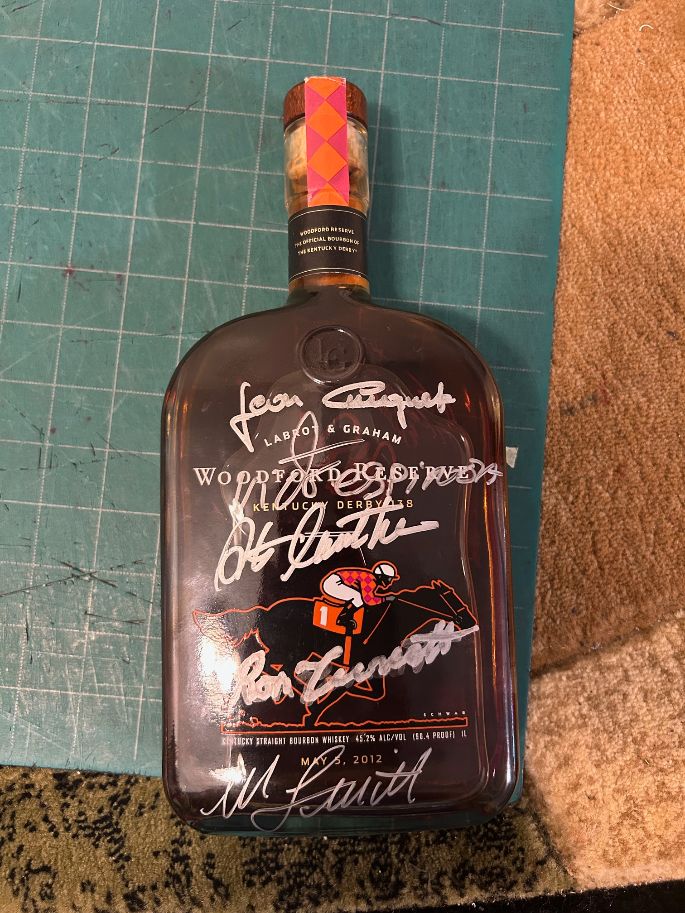 WOODFORD RESERVE
THE OFFICIAL BOURBON OF
THE KENTUCKY DERBY®
LG
Jean Cruguet
LABROT & GRAHAM
WOODFORD RESERVE
KENTUCKY DERBY 138
1
Ron Turcotte
SCHWAB
KENTUCKY STRAIGHT BOURBON WHISKEY 45.2% ALC/VOL (90.4 PROOF) 1L
MAY 5, 2012